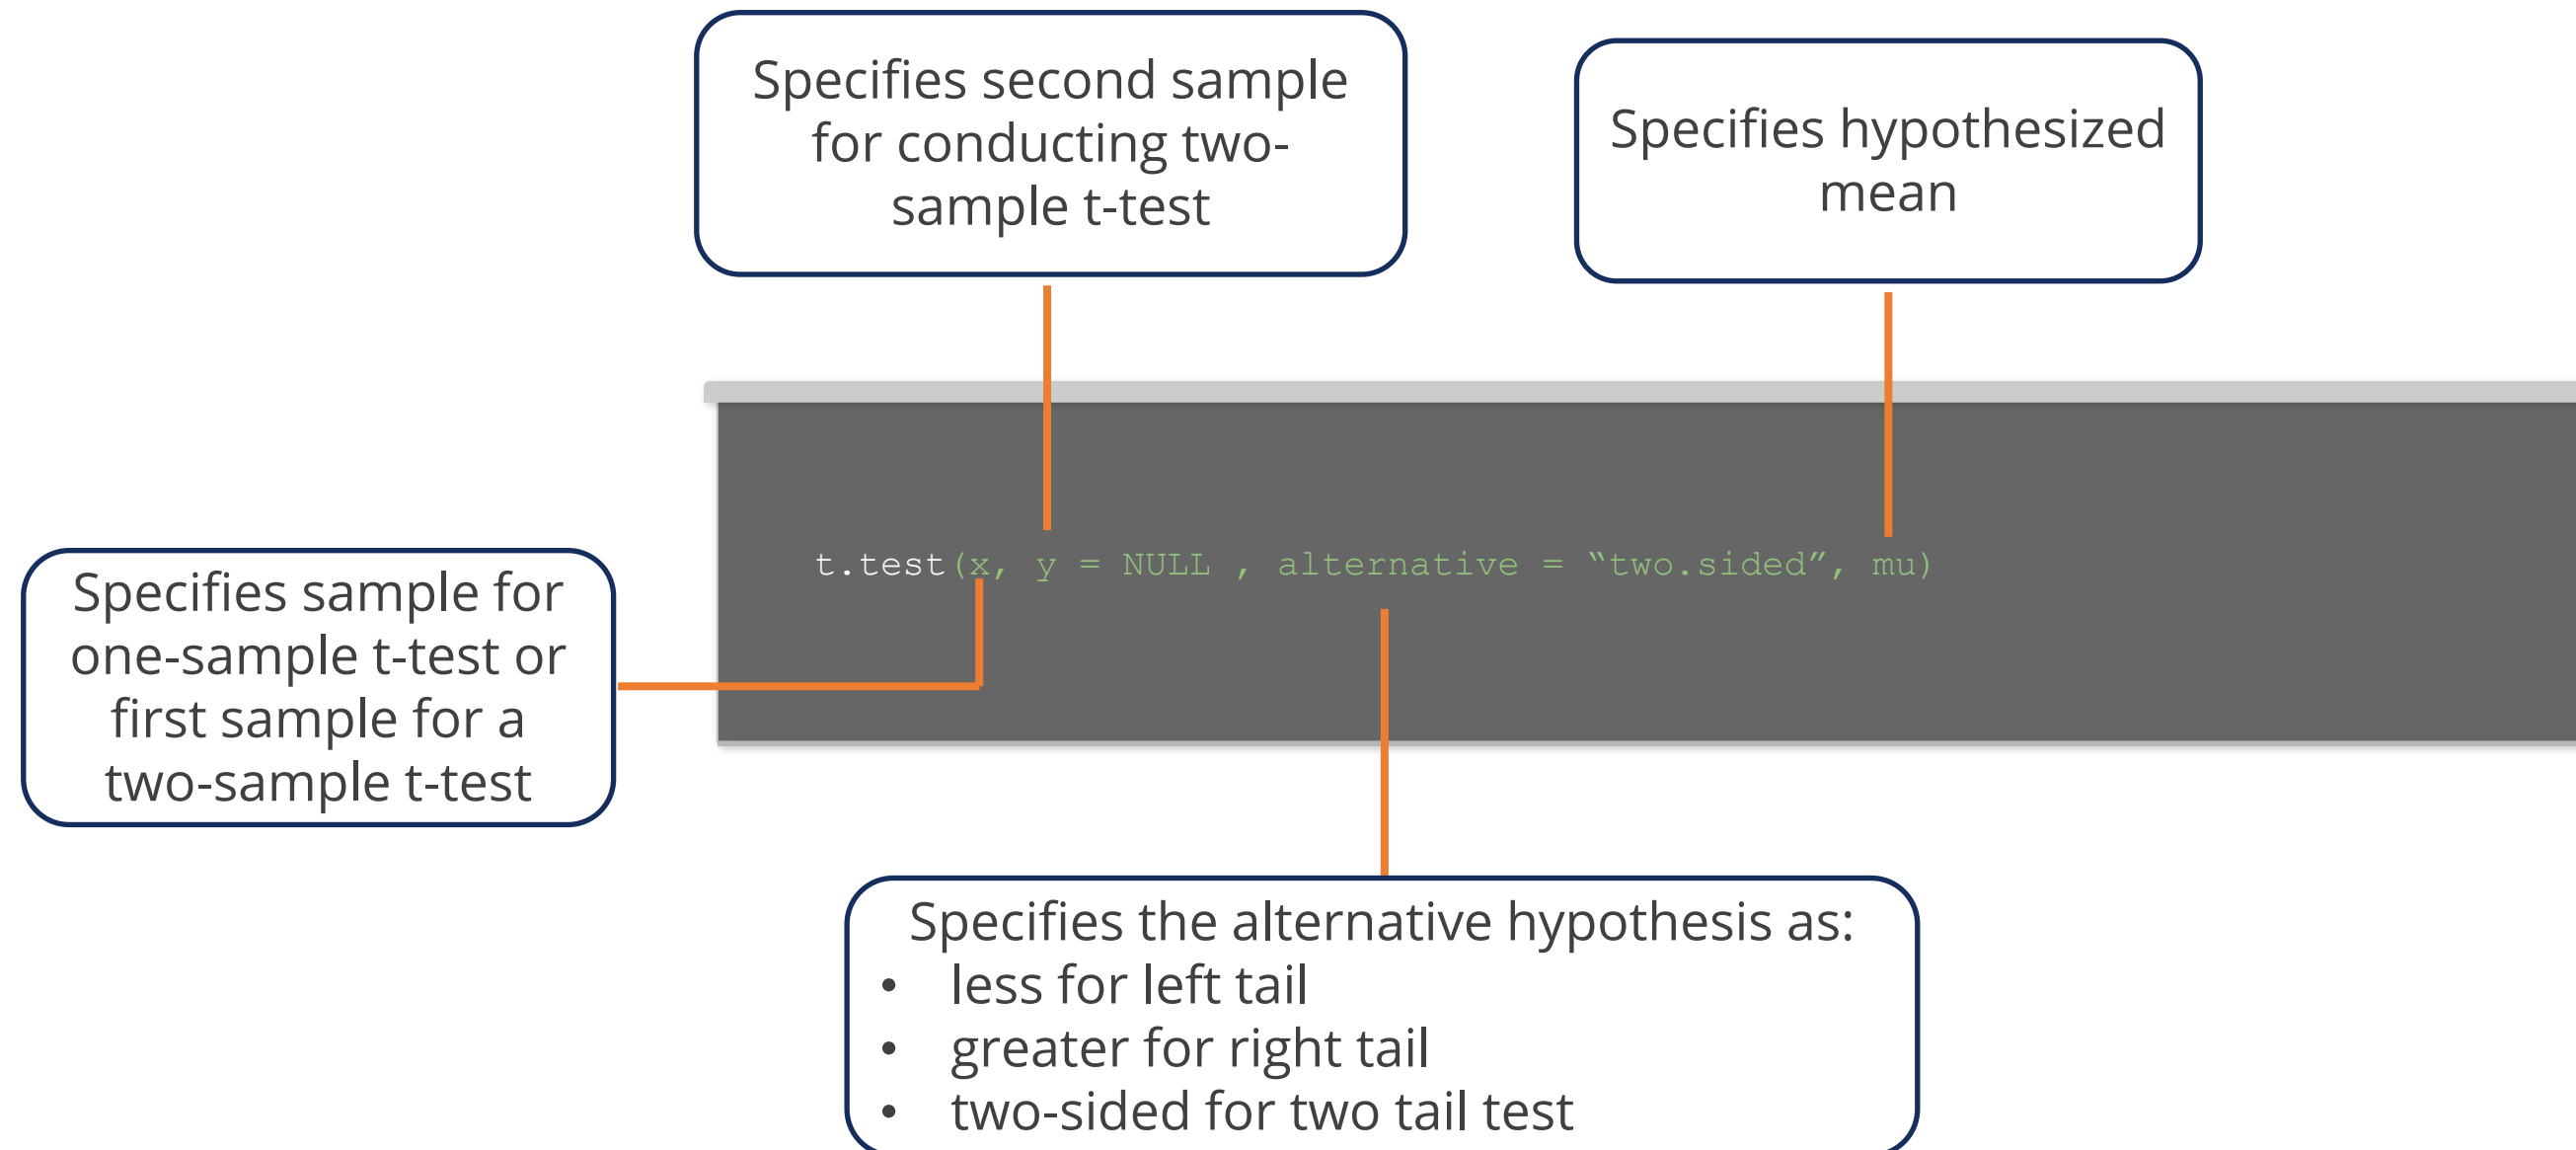 Specifies second sample
for conducting two-
sample t-test
Specifies hypothesized
mean
t.test(x, y = NULL , alternative = “two.sided”, mu)
Specifies sample for
one-sample t-test or
first sample for a
two-sample t-test
Specifies the alternative hypothesis as:
• less for left tail
• greater for right tail
• two-sided for two tail test